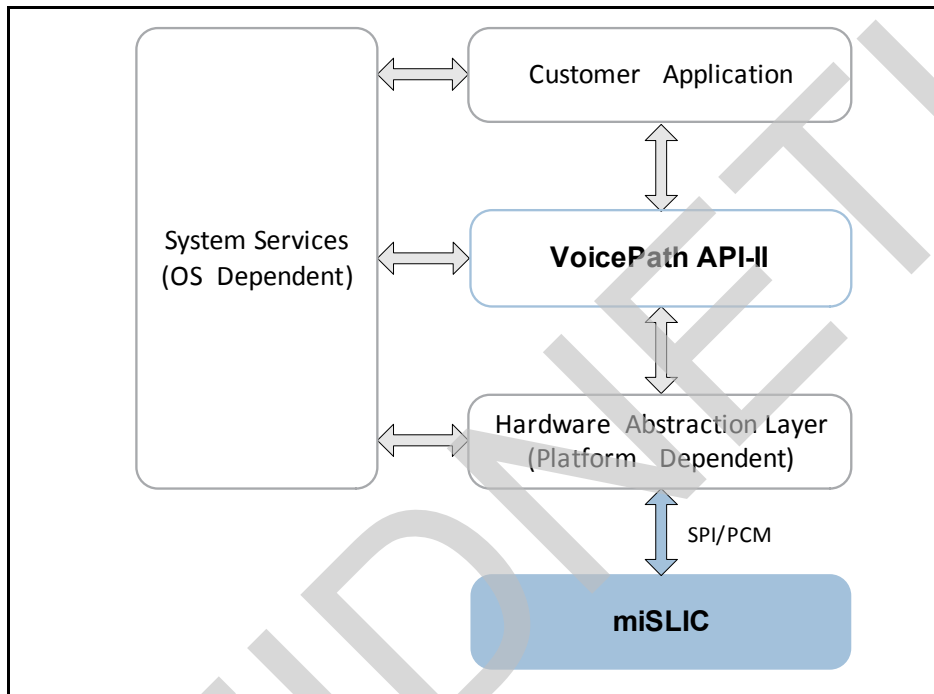 Customer Application
System Services
(OS Dependent)
VoicePath API-II
Hardware Abstraction Layer
(Platform Dependent)
SPI/PCM
miSLIC